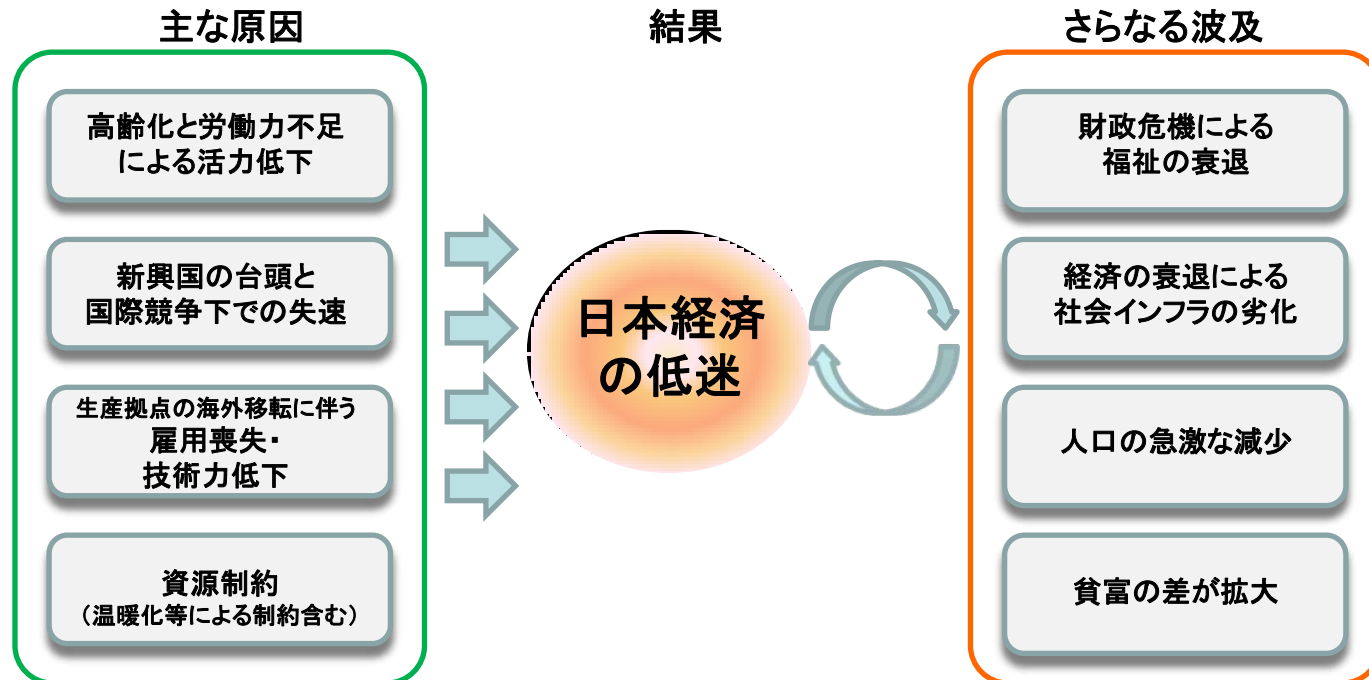 主な原因
高齢化と労働力不足
による活力低下
新興国の台頭と
国際競争下での失速
生産拠点の海外移転に伴う
雇用喪失・
技術力低下
資源制約
（温暖化等による制約含む）
結果
日本経済
の低迷
さらなる波及
財政危機による
福祉の衰退
経済の衰退による
社会インフラの劣化
人口の急激な減少
貧富の差が拡大